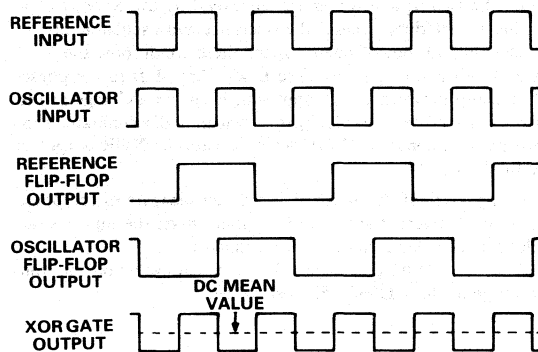 REFERENCE
INPUT
OSCILLATOR
INPUT
REFERENCE
FLIP-FLOP
OUTPUT
OSCILLATOR
FLIP-FLOP
OUTPUT
DC MEAN
VALUE
XOR GATE
OUTPUT